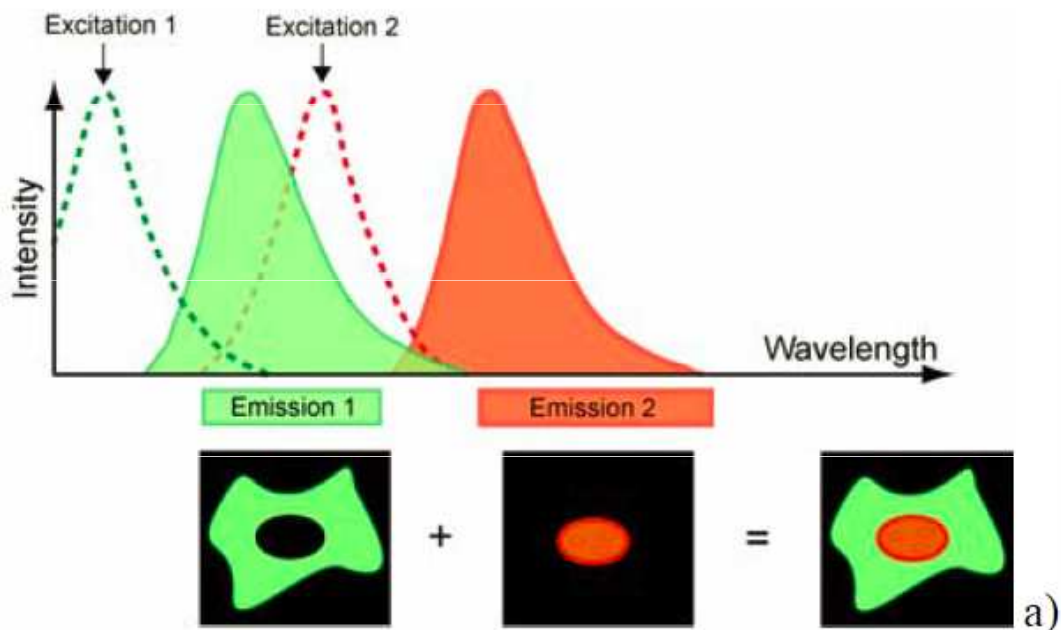 Excitation 1
Excitation 2
Intensity
Wavelength
Emission 1
Emission 2
+
=
a)